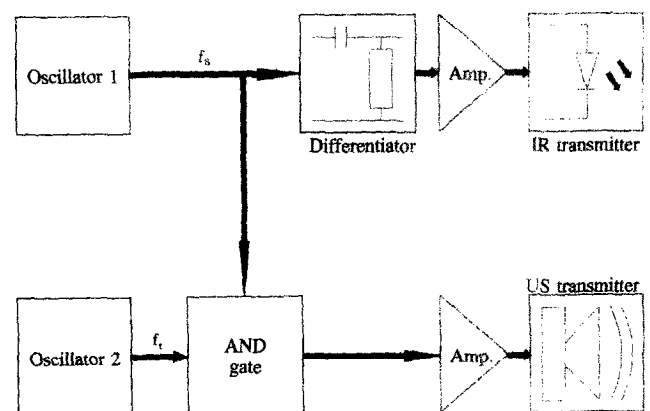 Oscillator 1
fs
Amp.
Differentiator
IR transmitter
US transmitter
Oscillator 2
ft
AND
gate
Amp.